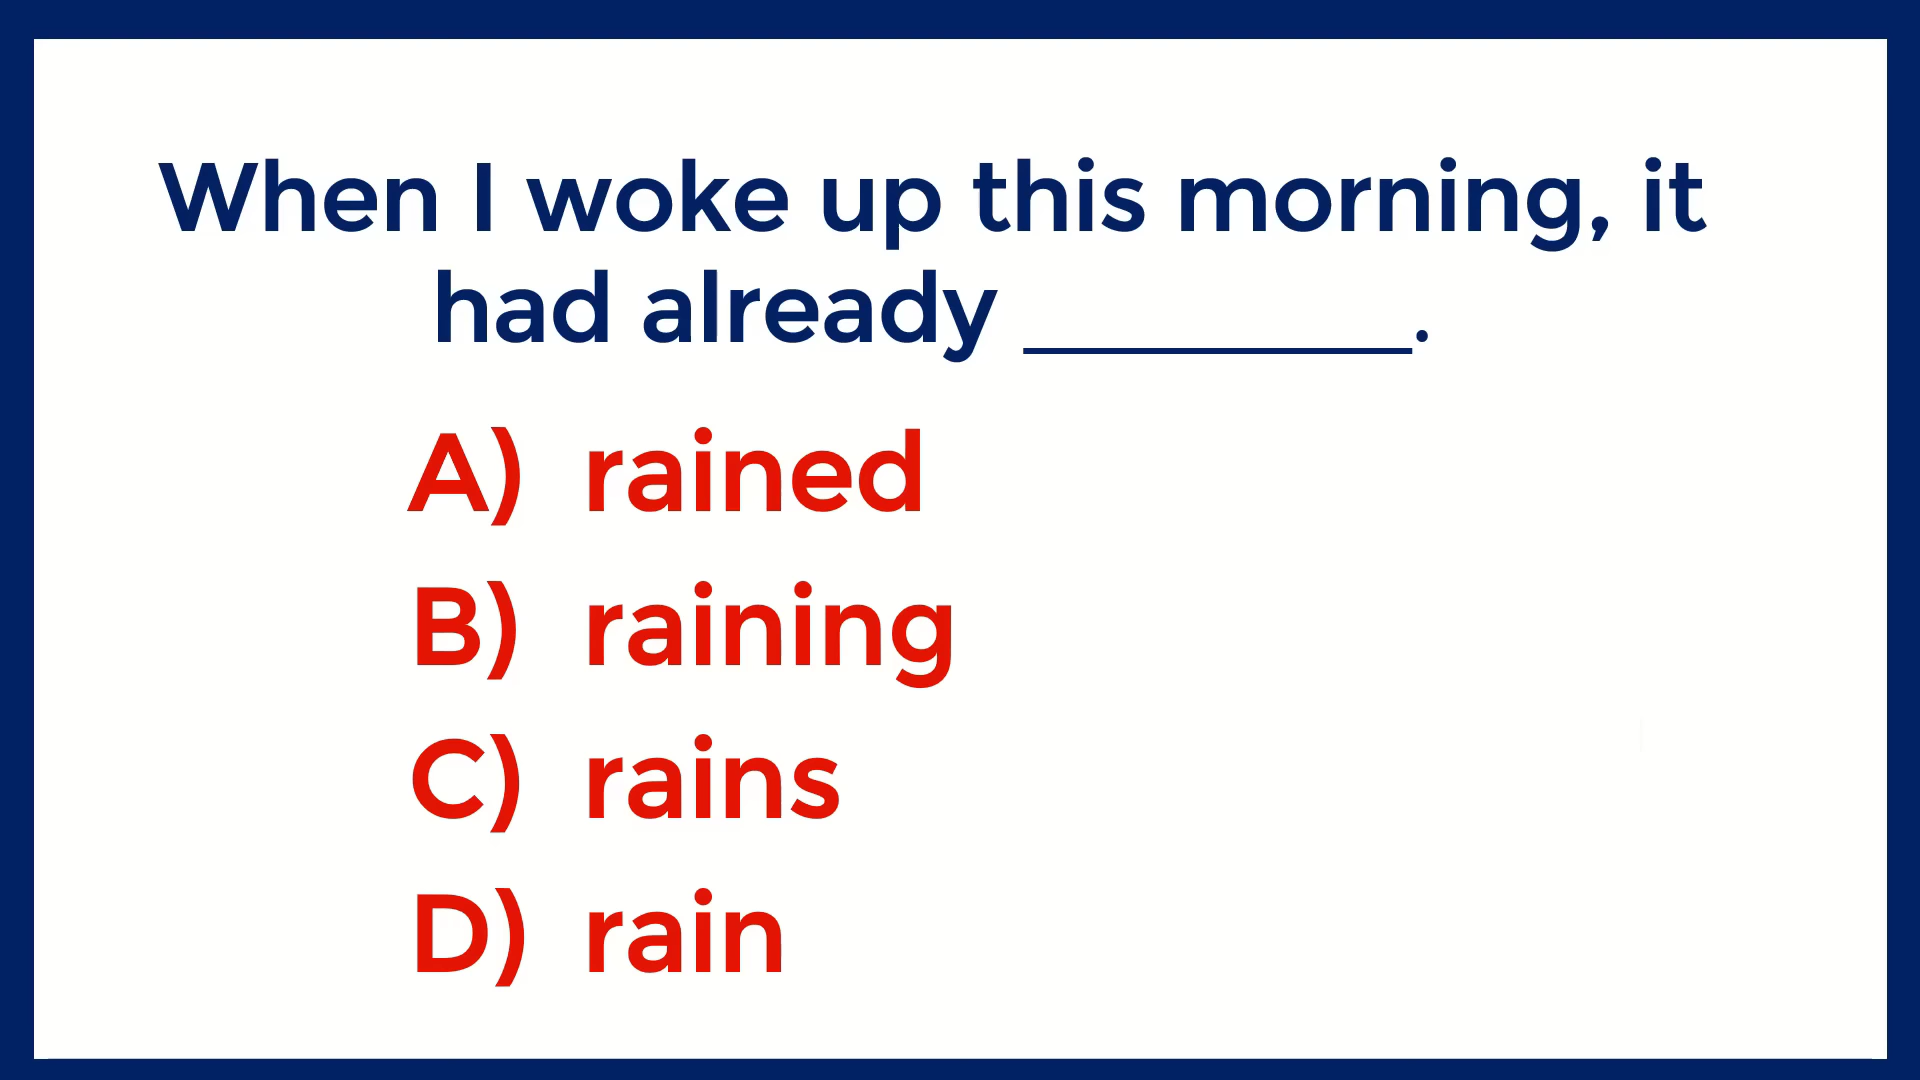 When I woke up this morning, it
had already ________.
A) rained
B) raining
C) rains
D) rain